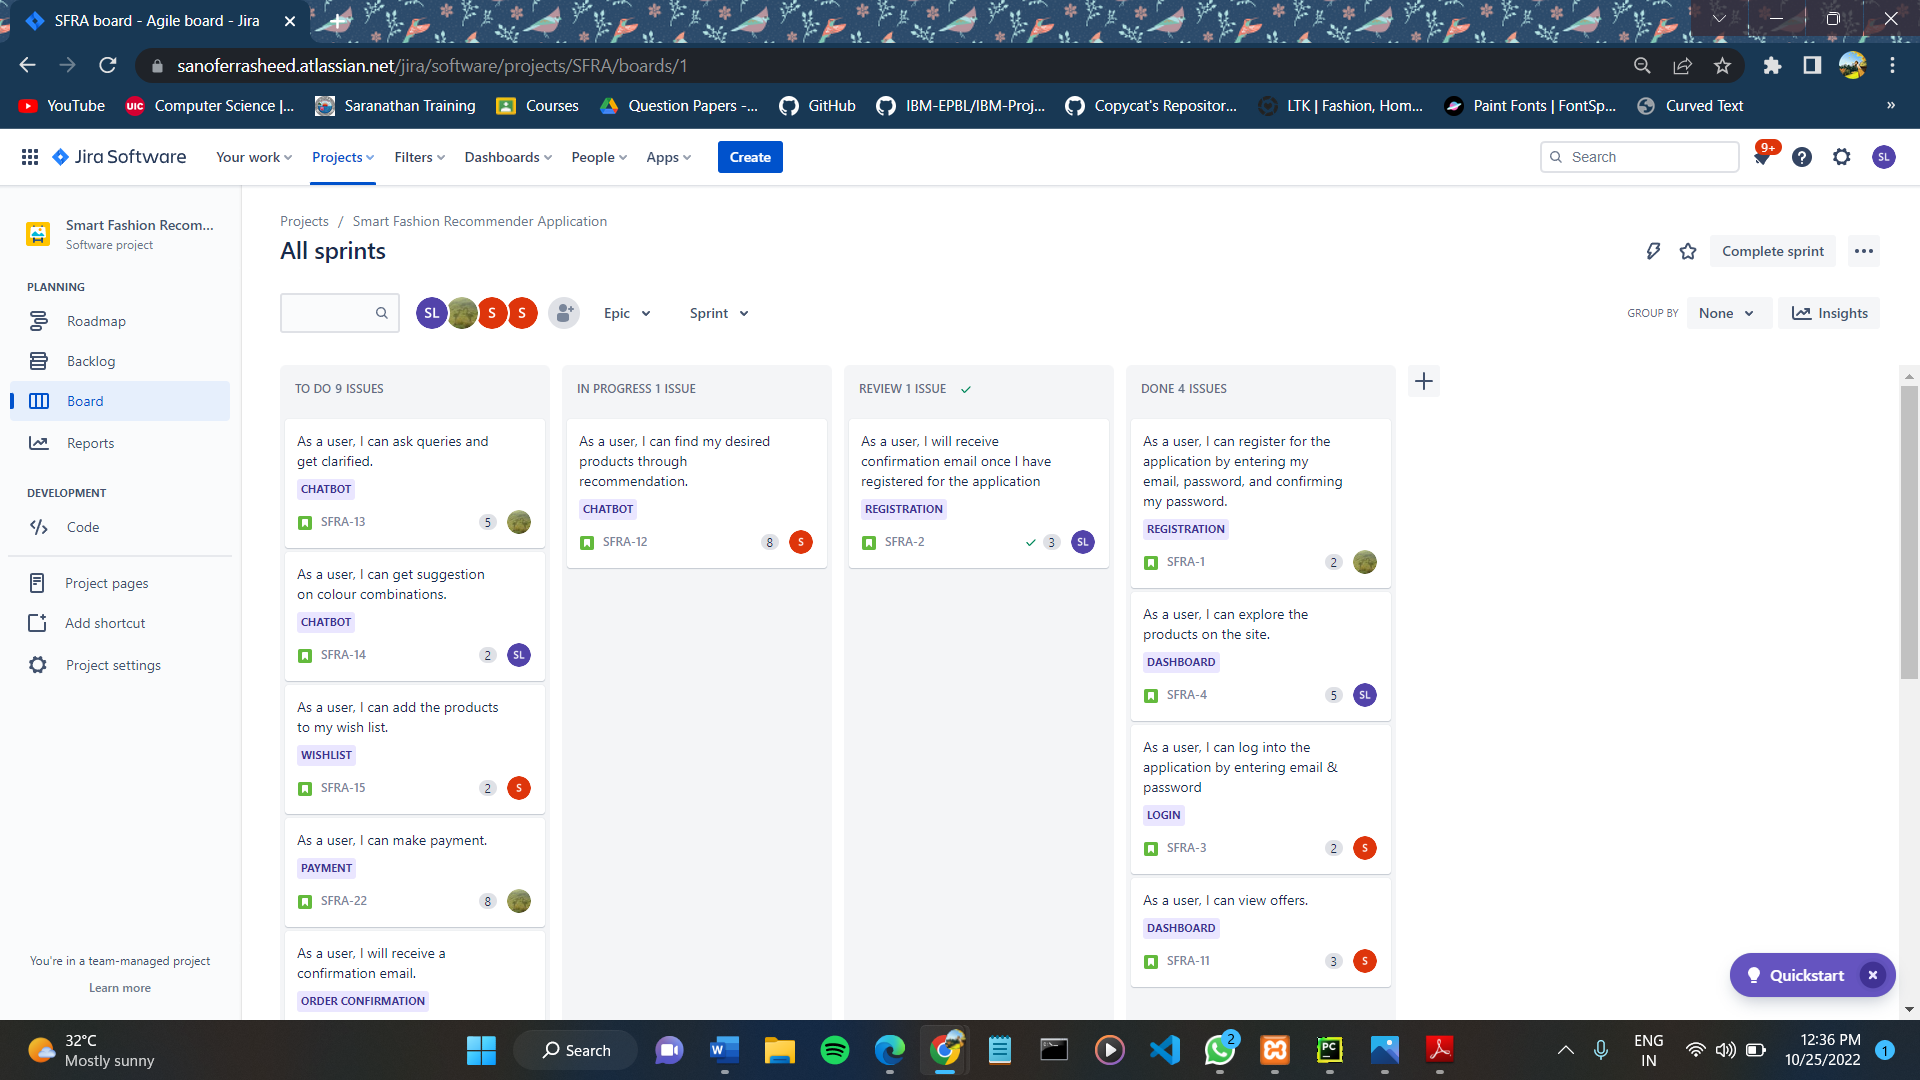 SFRA board - Agile board - Jira
sanoferrasheed.atlassian.net/jira/software/projects/SFRA/boards/1
YouTube
UIC
Computer Science |...
Saranathan Training
Courses
Question Papers -...
GitHub
IBM-EPBL/IBM-Proj...
Copycat's Repositor...
LTK | Fashion, Hom...
Paint Fonts | FontSp...
Curved Text
»
Jira Software
Your work
Projects
Filters
Dashboards
People
Apps
Create
Search
9+
SL
Smart Fashion Recom...
Software project
PLANNING
Roadmap
Backlog
Board
Reports
DEVELOPMENT
Code
Project pages
Add shortcut
Project settings
You're in a team-managed project
Learn more
Projects / Smart Fashion Recommender Application
All sprints
Complete sprint
SL
S
S
Epic
Sprint
GROUP BY
None
Insights
TO DO 9 ISSUES
As a user, I can ask queries and
get clarified.
CHATBOT
SFRA-13
5
As a user, I can get suggestion
on colour combinations.
CHATBOT
SFRA-14
2
SL
As a user, I can add the products
to my wish list.
WISHLIST
SFRA-15
2
S
As a user, I can make payment.
PAYMENT
SFRA-22
8
As a user, I will receive a
confirmation email.
ORDER CONFIRMATION
IN PROGRESS 1 ISSUE
As a user, I can find my desired
products through
recommendation.
CHATBOT
SFRA-12
8
S
REVIEW 1 ISSUE
As a user, I will receive
confirmation email once I have
registered for the application
REGISTRATION
SFRA-2
3
SL
DONE 4 ISSUES
As a user, I can register for the
application by entering my
email, password, and confirming
my password.
REGISTRATION
SFRA-1
2
As a user, I can explore the
products on the site.
DASHBOARD
SFRA-4
5
SL
As a user, I can log into the
application by entering email &
password
LOGIN
SFRA-3
2
S
As a user, I can view offers.
DASHBOARD
SFRA-11
3
S
Quickstart
32°C
Mostly sunny
Search
2
PC
ENG
IN
12:36 PM
10/25/2022
1